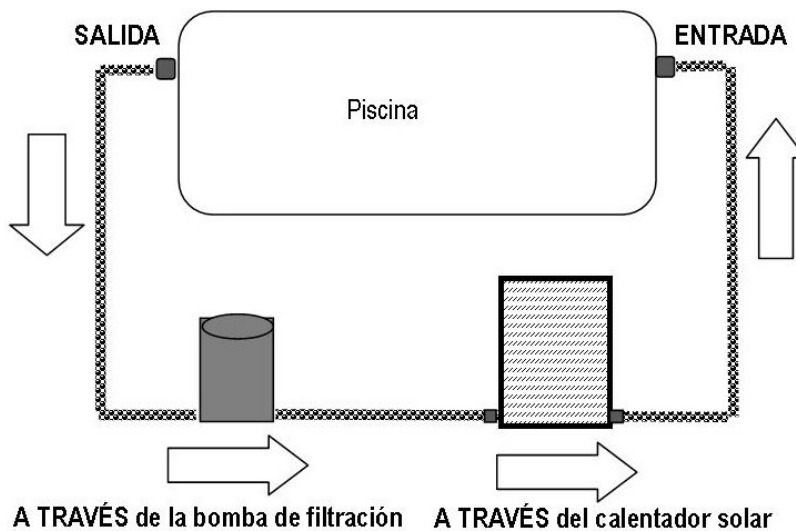 SALIDA
ENTRADA
Piscina
A TRAVÉS de la bomba de filtración
A TRAVÉS del calentador solar